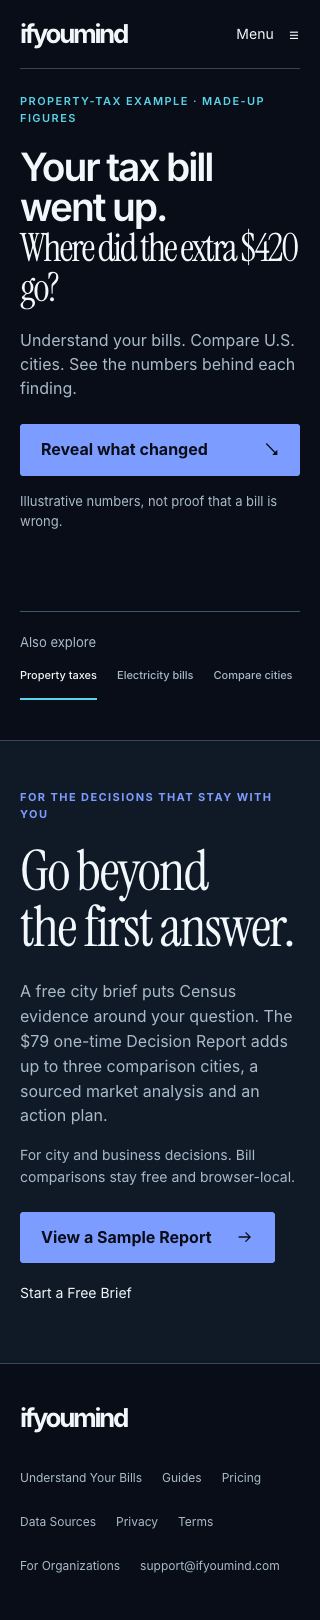 ifyoumind
Menu ≡
PROPERTY-TAX EXAMPLE · MADE-UP
FIGURES
Your tax bill
went up.
Where did the extra $420
go?
Understand your bills. Compare U.S.
cities. See the numbers behind each
finding.
Reveal what changed ↘
Illustrative numbers, not proof that a bill is
wrong.
Also explore
Property taxes Electricity bills Compare cities
FOR THE DECISIONS THAT STAY WITH
YOU
Go beyond
the first answer.
A free city brief puts Census
evidence around your question. The
$79 one-time Decision Report adds
up to three comparison cities, a
sourced market analysis and an
action plan.
For city and business decisions. Bill
comparisons stay free and browser-local.
View a Sample Report →
Start a Free Brief
ifyoumind
Understand Your Bills Guides Pricing
Data Sources Privacy Terms
For Organizations support@ifyoumind.com